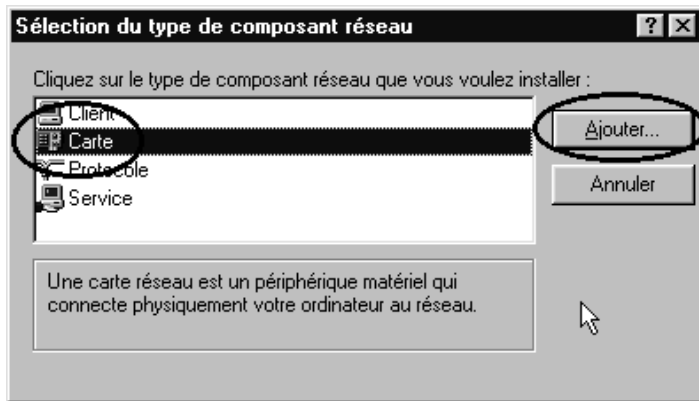 Sélection du type de composant réseau
?
Cliquez sur le type de composant réseau que vous voulez installer :
Client
Carte
Protocole
Service
Ajouter...
Annuler
Une carte réseau est un périphérique matériel qui
connecte physiquement votre ordinateur au réseau.